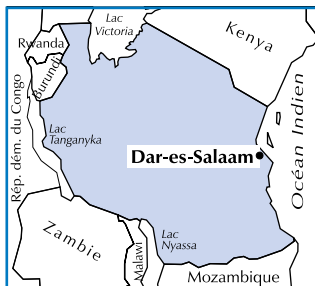 Lac
Victoria
Kenya
Rwanda
Burundi
Rép. dém. du Congo
Lac
Tanganyka
Dar-es-Salaam
Océan Indien
Zambie
Malawi
Lac
Nyassa
Mozambique